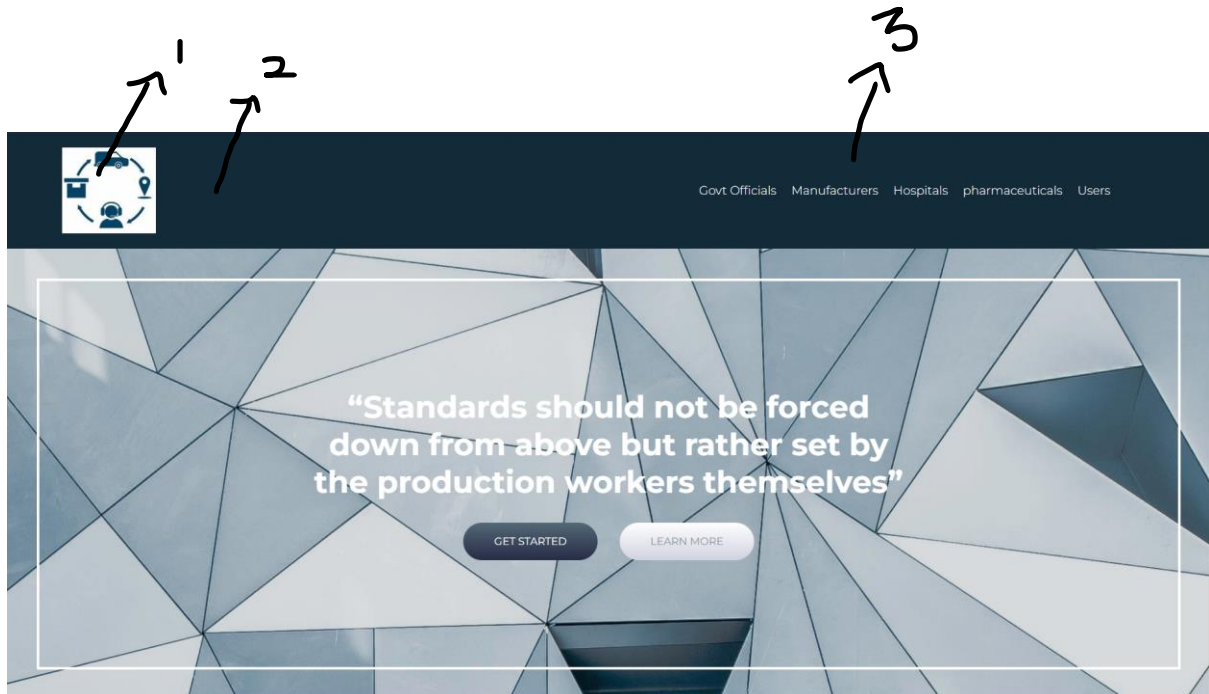 1
2
3
Govt Officials Manufacturers Hospitals pharmaceuticals Users
“Standards should not be forced
down from above but rather set by
the production workers themselves”
GET STARTED LEARN MORE